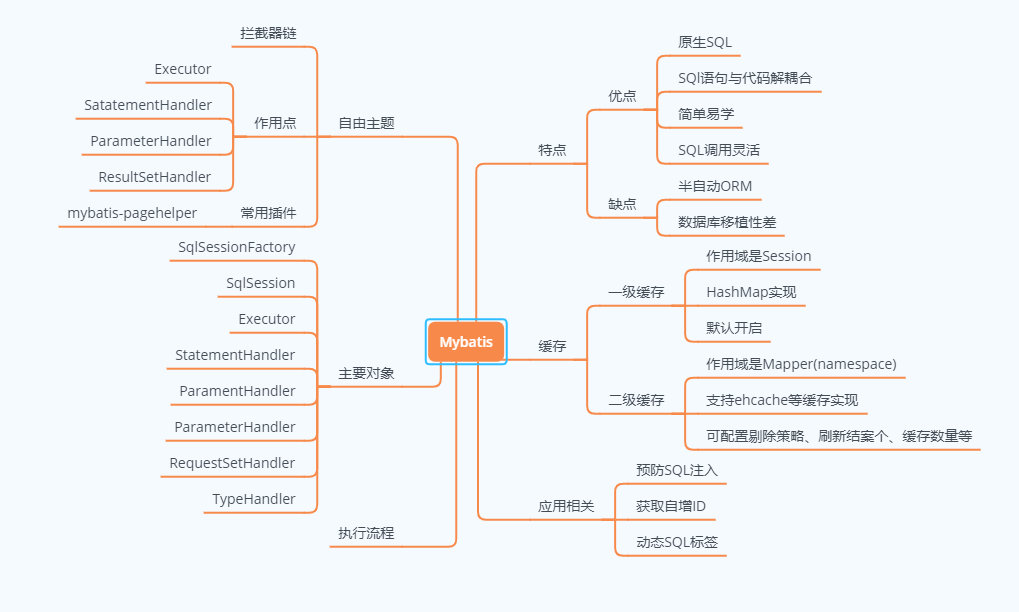 Mybatis
自由主题
拦截器链
作用点
Executor
SatatementHandler
ParameterHandler
ResultSetHandler
常用插件
mybatis-pagehelper
主要对象
SqlSessionFactory
SqlSession
Executor
StatementHandler
ParamentHandler
ParameterHandler
RequestSetHandler
TypeHandler
执行流程
特点
优点
原生SQL
SQl语句与代码解耦合
简单易学
SQL调用灵活
缺点
半自动ORM
数据库移植性差
缓存
一级缓存
作用域是Session
HashMap实现
默认开启
二级缓存
作用域是Mapper(namespace)
支持ehcache等缓存实现
可配置剔除策略、刷新结案个、缓存数量等
应用相关
预防SQL注入
获取自增ID
动态SQL标签